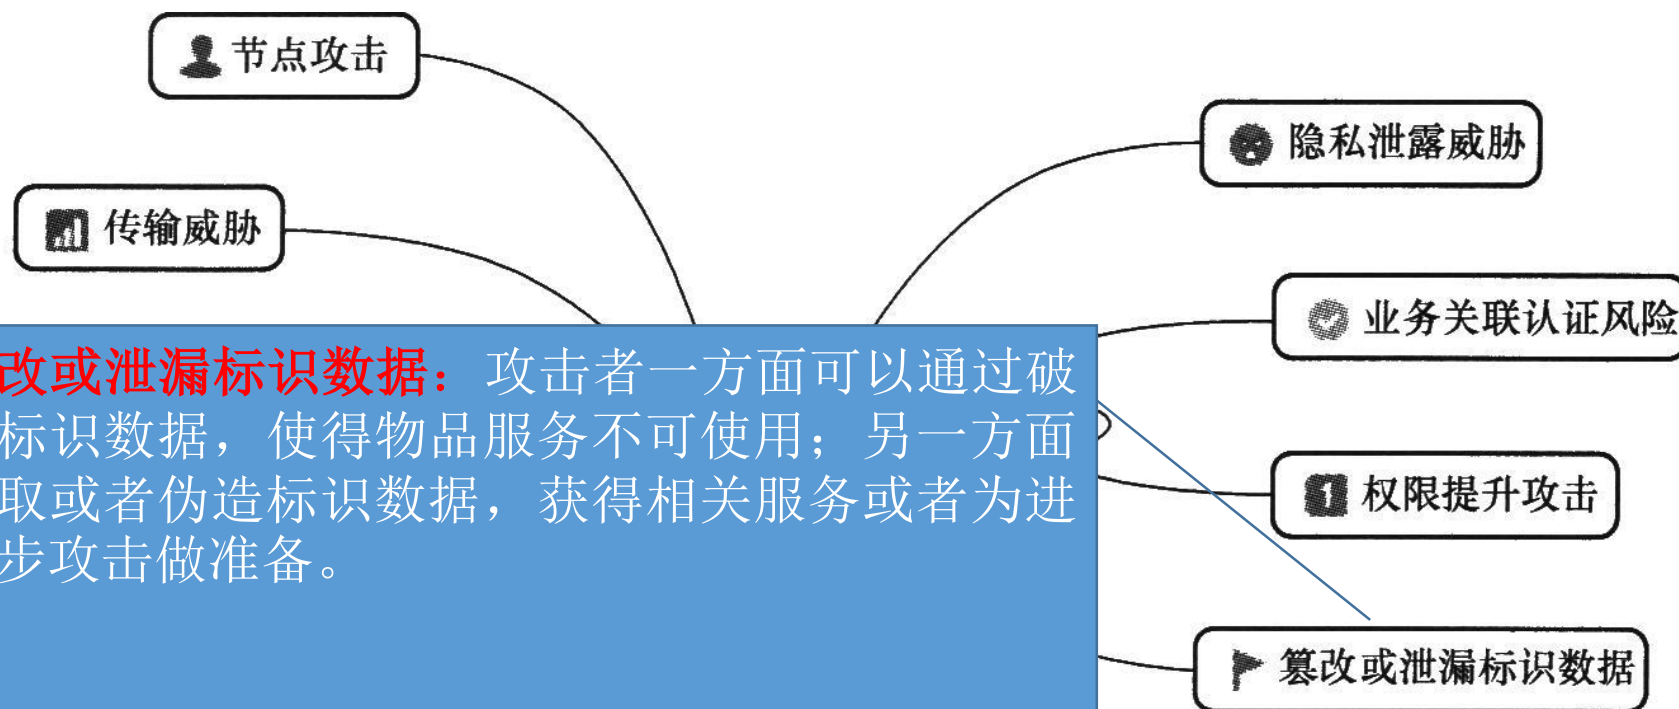 节点攻击
隐私泄露威胁
传输威胁
业务关联认证风险
改或泄漏标识数据：攻击者一方面可以通过破
标识数据，使得物品服务不可使用；另一方面
取或者伪造标识数据，获得相关服务或者为进
步攻击做准备。
权限提升攻击
篡改或泄漏标识数据